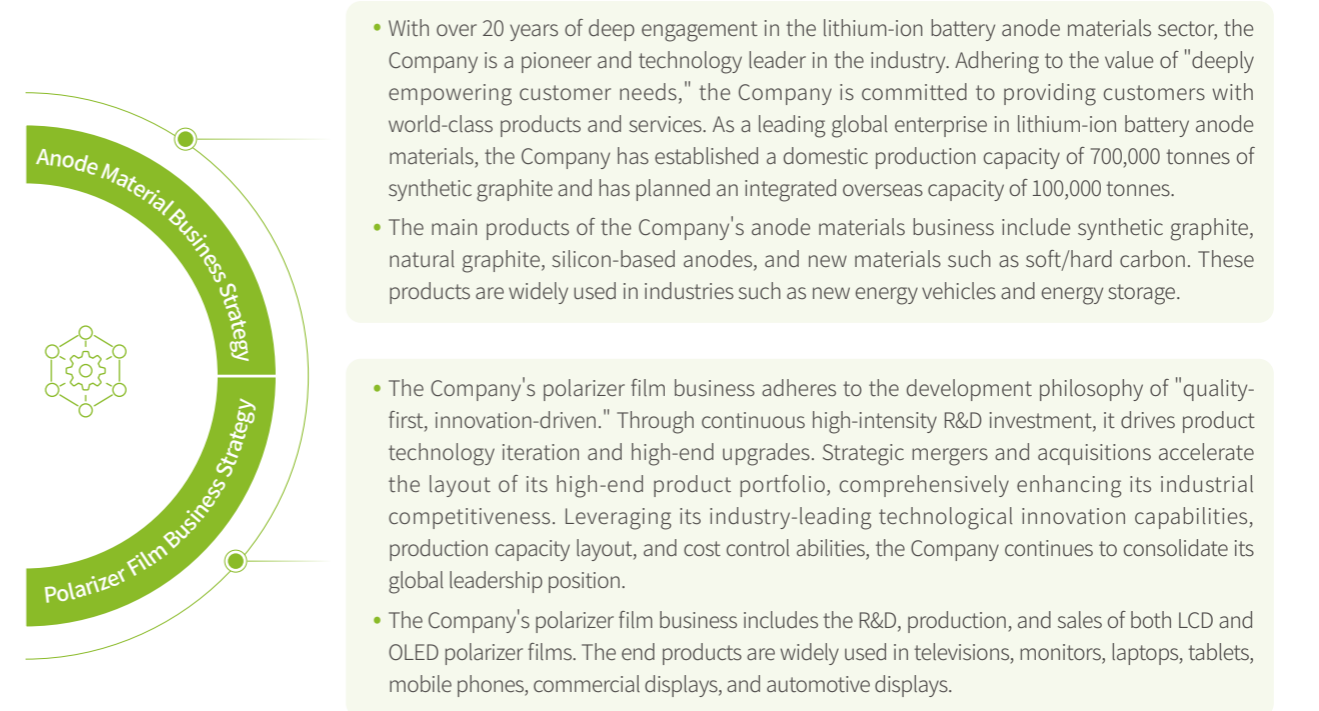 Anode Material Business Strategy
• With over 20 years of deep engagement in the lithium-ion battery anode materials sector, the
Company is a pioneer and technology leader in the industry. Adhering to the value of "deeply
empowering customer needs," the Company is committed to providing customers with
world-class products and services. As a leading global enterprise in lithium-ion battery anode
materials, the Company has established a domestic production capacity of 700,000 tonnes of
synthetic graphite and has planned an integrated overseas capacity of 100,000 tonnes.
• The main products of the Company's anode materials business include synthetic graphite,
natural graphite, silicon-based anodes, and new materials such as soft/hard carbon. These
products are widely used in industries such as new energy vehicles and energy storage.
Polarizer Film Business Strategy
• The Company's polarizer film business adheres to the development philosophy of "quality-
first, innovation-driven." Through continuous high-intensity R&D investment, it drives product
technology iteration and high-end upgrades. Strategic mergers and acquisitions accelerate
the layout of its high-end product portfolio, comprehensively enhancing its industrial
competitiveness. Leveraging its industry-leading technological innovation capabilities,
production capacity layout, and cost control abilities, the Company continues to consolidate its
global leadership position.
• The Company's polarizer film business includes the R&D, production, and sales of both LCD and
OLED polarizer films. The end products are widely used in televisions, monitors, laptops, tablets,
mobile phones, commercial displays, and automotive displays.